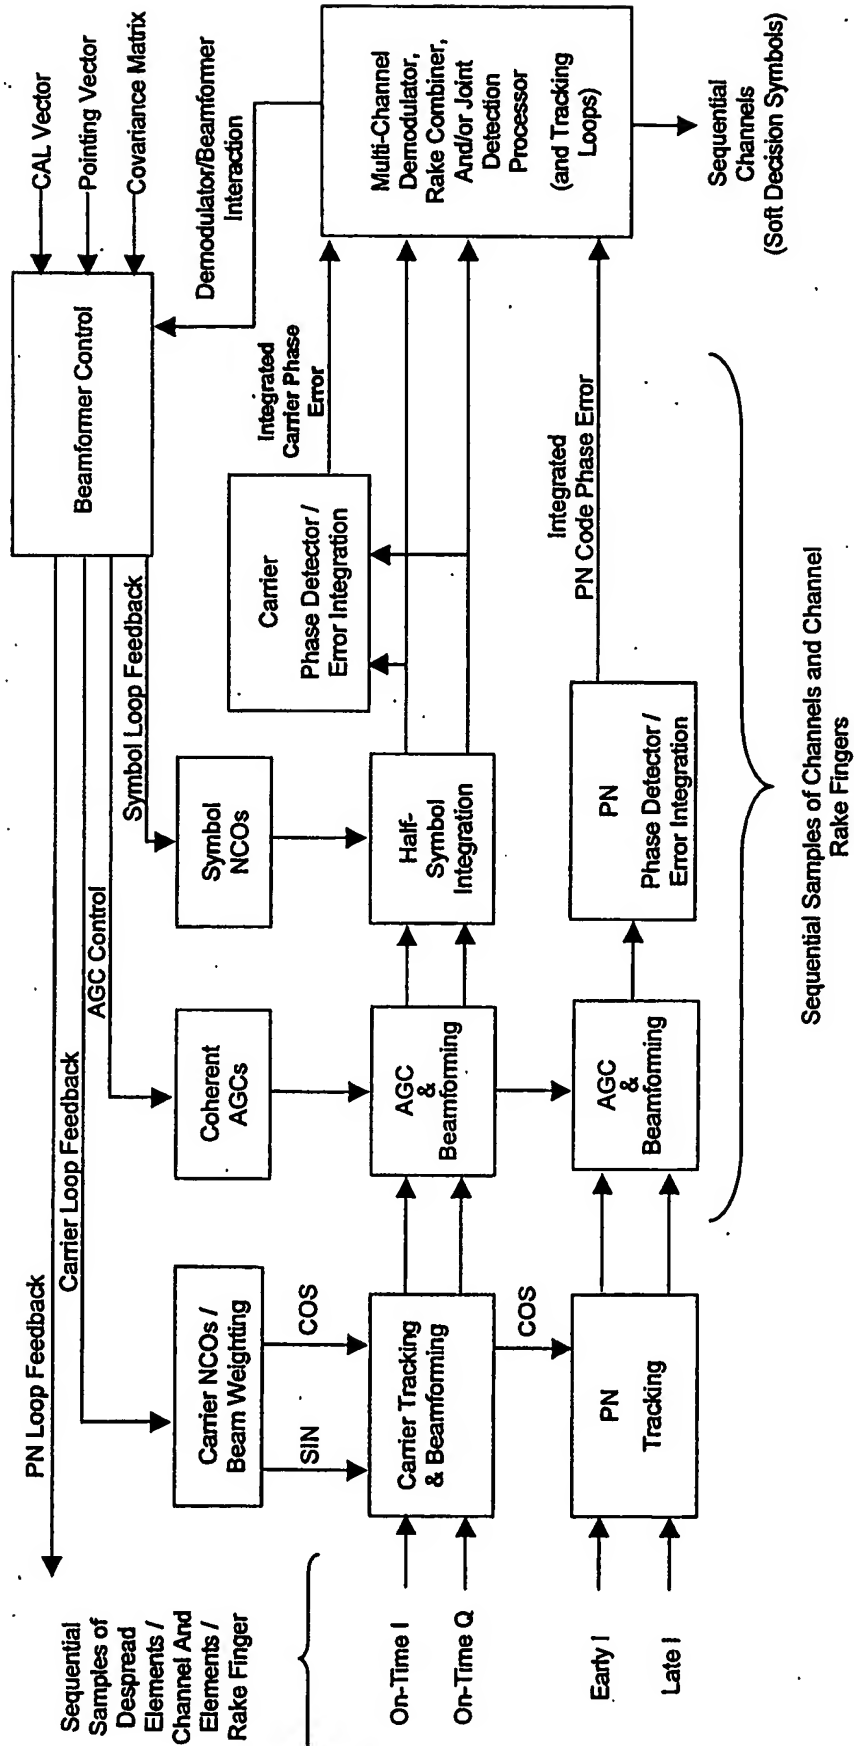 PN Loop Feedback
Carrier Loop Feedback
AGC Control
Symbol Loop Feedback
Beamformer Control
CAL Vector
Pointing Vector
Covariance Matrix
Demodulator/Beamformer
Interaction
Sequential
Samples of
Despread
Elements /
Channel And
Elements /
Rake Finger
Carrier NCOs /
Beam Weighting
Coherent
AGCs
Symbol
NCOs
Carrier
Phase Detector /
Error Integration
Integrated
Carrier Phase
Error
SIN
COS
On-Time I
On-Time Q
Carrier Tracking
& Beamforming
AGC
&
Beamforming
Half-
Symbol
Integration
Multi-Channel
Demodulator,
Rake Combiner,
And/or Joint
Detection
Processor
(and Tracking
Loops)
COS
Early I
Late I
PN
Tracking
AGC
&
Beamforming
PN
Phase Detector /
Error Integration
Integrated
PN Code Phase Error
Sequential
Channels
(Soft Decision Symbols)
Sequential Samples of Channels and Channel
Rake Fingers